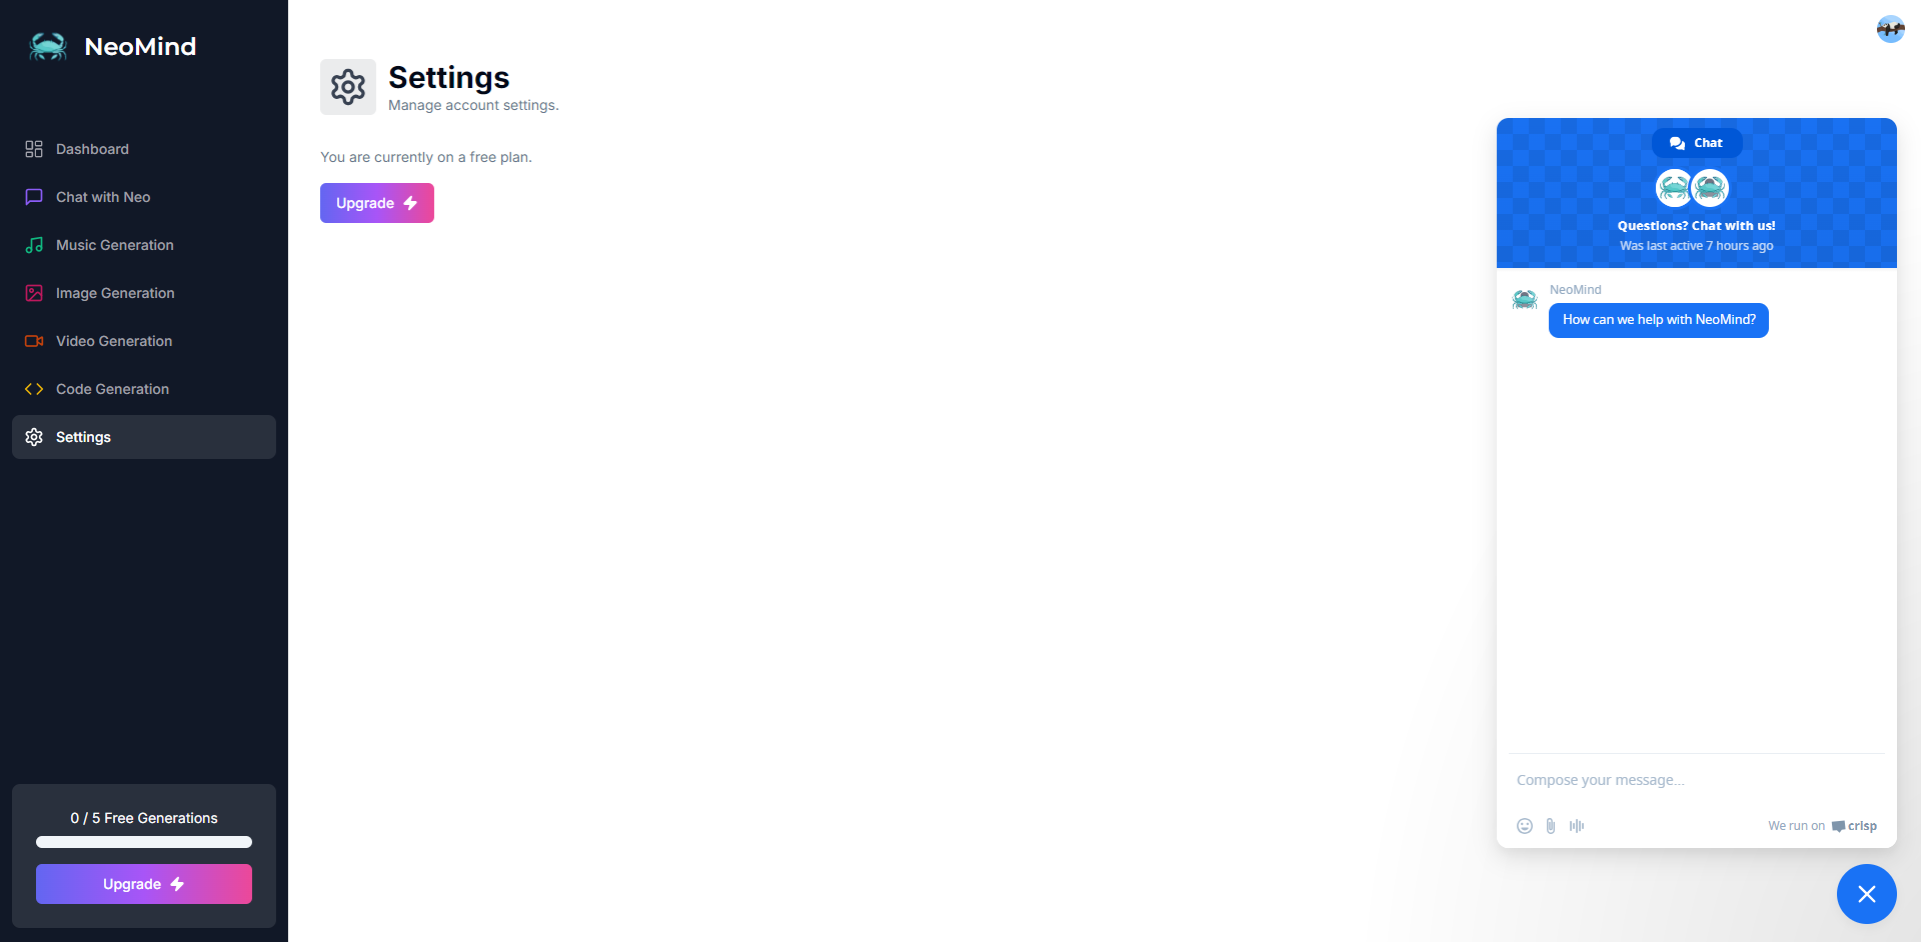 NeoMind
Dashboard
Chat with Neo
Music Generation
Image Generation
Video Generation
Code Generation
Settings
0 / 5 Free Generations
Upgrade
Settings
Manage account settings.
You are currently on a free plan.
Upgrade
Chat
Questions? Chat with us!
Was last active 7 hours ago
NeoMind
How can we help with NeoMind?
Compose your message...
We run on crisp